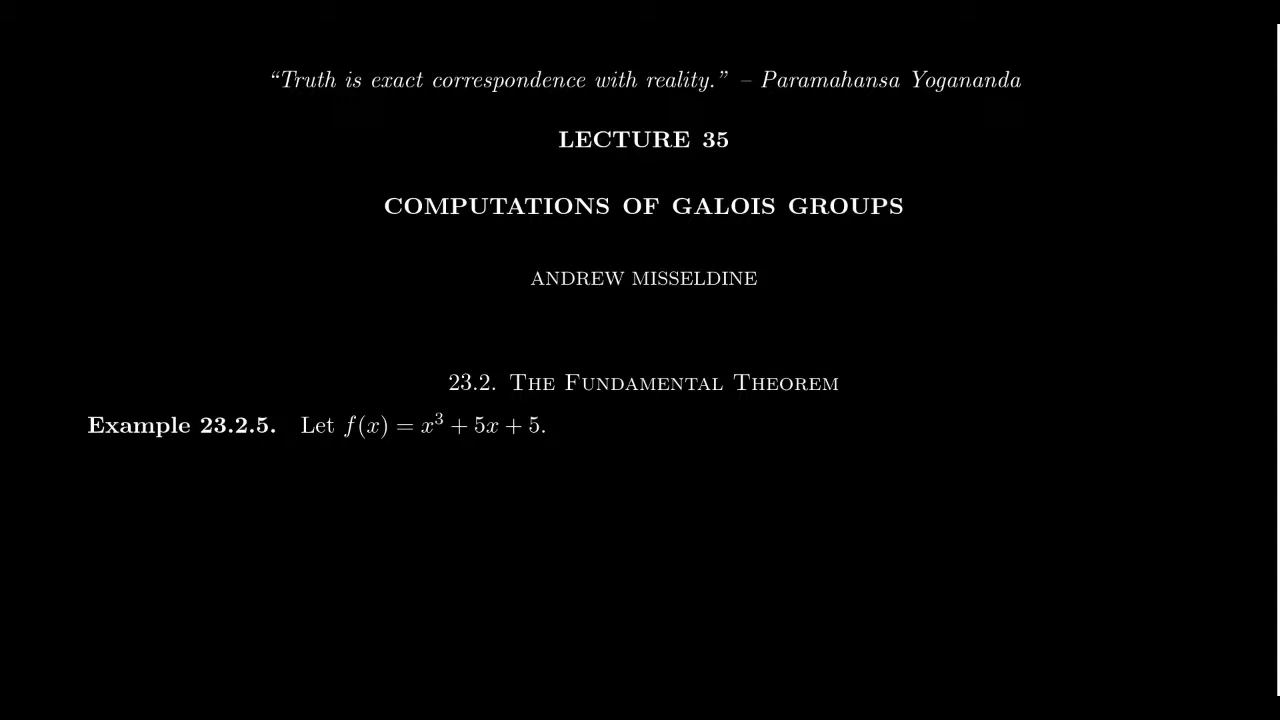 “Truth is exact correspondence with reality.” – Paramahansa Yogananda
LECTURE 35
COMPUTATIONS OF GALOIS GROUPS
ANDREW MISSELDINE
23.2. The Fundamental Theorem
Example 23.2.5. Let f(x) = x³ + 5x + 5.